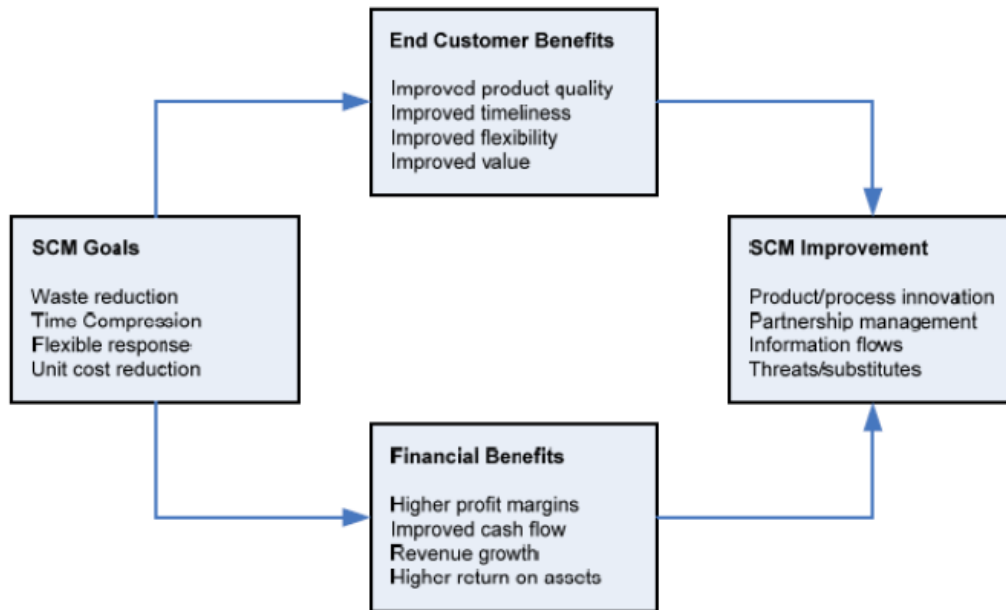 End Customer Benefits
Improved product quality
Improved timeliness
Improved flexibility
Improved value
SCM Goals
Waste reduction
Time Compression
Flexible response
Unit cost reduction
SCM Improvement
Product/process innovation
Partnership management
Information flows
Threats/substitutes
Financial Benefits
Higher profit margins
Improved cash flow
Revenue growth
Higher return on assets